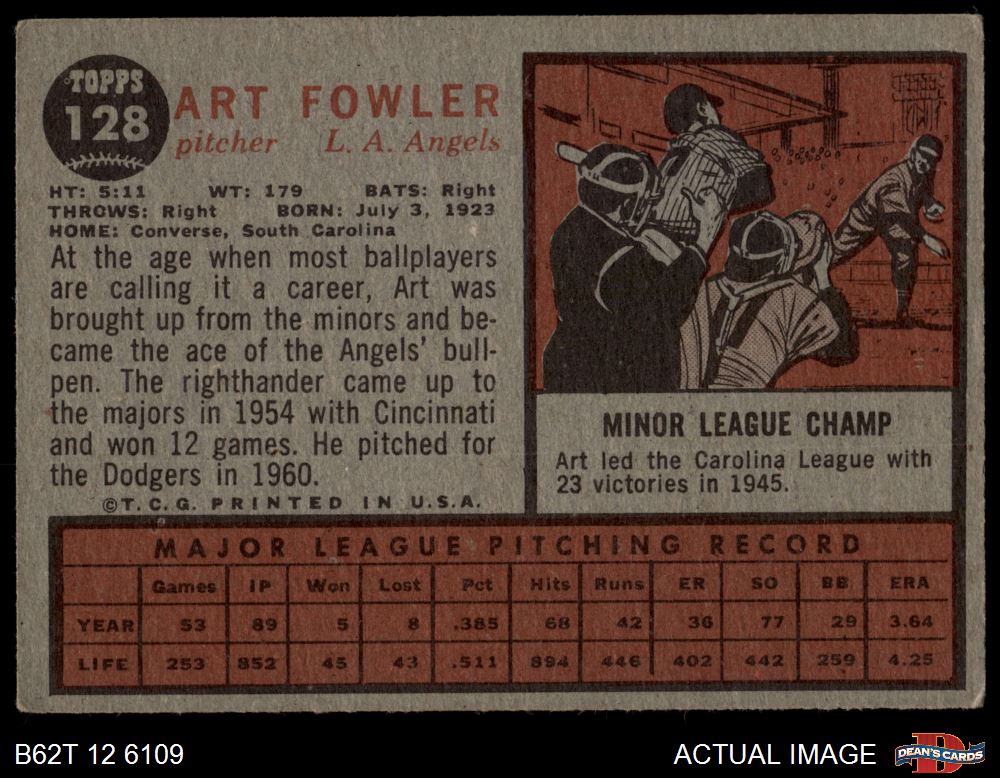 TOPPS
128
ART FOWLER
pitcher L. A. Angels
HT: 5:11 WT: 179 BATS: Right
THROWS: Right BORN: July 3, 1923
HOME: Converse, South Carolina
At the age when most ballplayers
are calling it a career, Art was
brought up from the minors and be-
came the ace of the Angels' bull-
pen. The righthander came up to
the majors in 1954 with Cincinnati
and won 12 games. He pitched for
the Dodgers in 1960.
©T. C. G. PRINTED IN U.S.A.
MINOR LEAGUE CHAMP
Art led the Carolina League with
23 victories in 1945.
MAJOR LEAGUE PITCHING RECORD
Games IP Won Lost Pct Hits Runs ER SO BB ERA
YEAR 53 89 5 8 .385 68 42 36 77 29 3.64
LIFE 253 852 45 43 .511 894 446 402 442 259 4.25
B62T 12 6109
ACTUAL IMAGE
DEAN'S CARDS